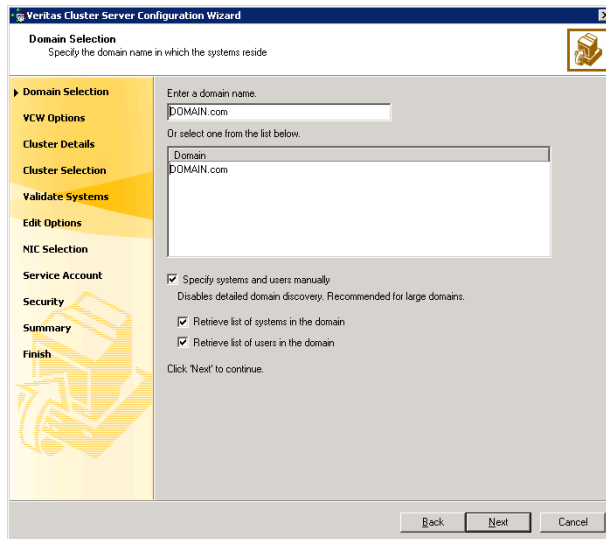 Veritas Cluster Server Configuration Wizard
Domain Selection
Specify the domain name in which the systems reside
Domain Selection
VCW Options
Cluster Details
Cluster Selection
Validate Systems
Edit Options
NIC Selection
Service Account
Security
Summary
Finish
Enter a domain name.
DOMAIN.com
Or select one from the list below.
Domain
DOMAIN.com
Specify systems and users manually
Disables detailed domain discovery. Recommended for large domains.
Retrieve list of systems in the domain
Retrieve list of users in the domain
Click 'Next' to continue.
Back Next Cancel